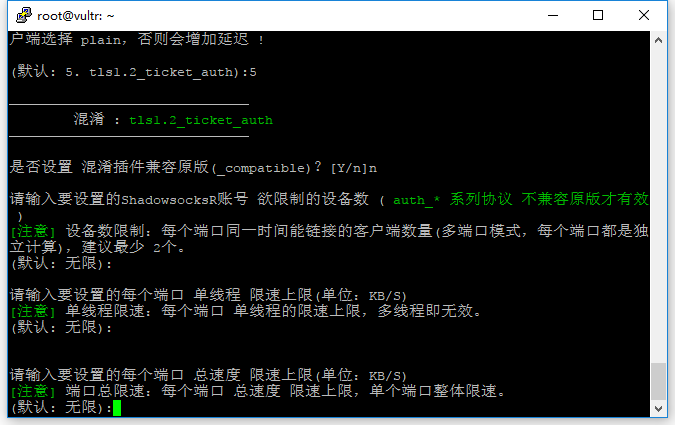 root@vultr: ~
户端选择 plain，否则会增加延迟 !
(默认: 5. tls1.2_ticket_auth):5
混淆 : tls1.2_ticket_auth
是否设置 混淆插件兼容原版(_compatible)？[Y/n]n
请输入要设置的ShadowsocksR账号 欲限制的设备数 ( auth_* 系列协议 不兼容原版才有效
)
[注意] 设备数限制：每个端口同一时间能链接的客户端数量(多端口模式，每个端口都是独
立计算)，建议最少 2个。
(默认: 无限):
请输入要设置的每个端口 单线程 限速上限(单位：KB/S)
[注意] 单线程限速：每个端口 单线程的限速上限，多线程即无效。
(默认: 无限):
请输入要设置的每个端口 总速度 限速上限(单位：KB/S)
[注意] 端口总限速：每个端口 总速度 限速上限，单个端口整体限速。
(默认: 无限):